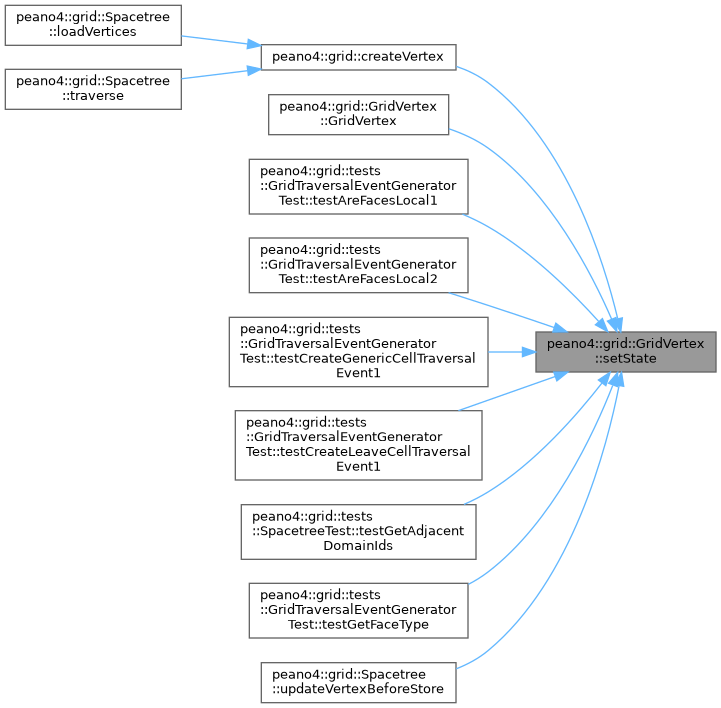 peano4::grid::Spacetree
::loadVertices
peano4::grid::Spacetree
::traverse
peano4::grid::createVertex
peano4::grid::GridVertex
::GridVertex
peano4::grid::tests
::GridTraversalEventGenerator
Test::testAreFacesLocal1
peano4::grid::tests
::GridTraversalEventGenerator
Test::testAreFacesLocal2
peano4::grid::tests
::GridTraversalEventGenerator
Test::testCreateGenericCellTraversal
Event1
peano4::grid::tests
::GridTraversalEventGenerator
Test::testCreateLeaveCellTraversal
Event1
peano4::grid::tests
::SpacetreeTest::testGetAdjacent
DomainIds
peano4::grid::tests
::GridTraversalEventGenerator
Test::testGetFaceType
peano4::grid::Spacetree
::updateVertexBeforeStore
peano4::grid::GridVertex
::setState